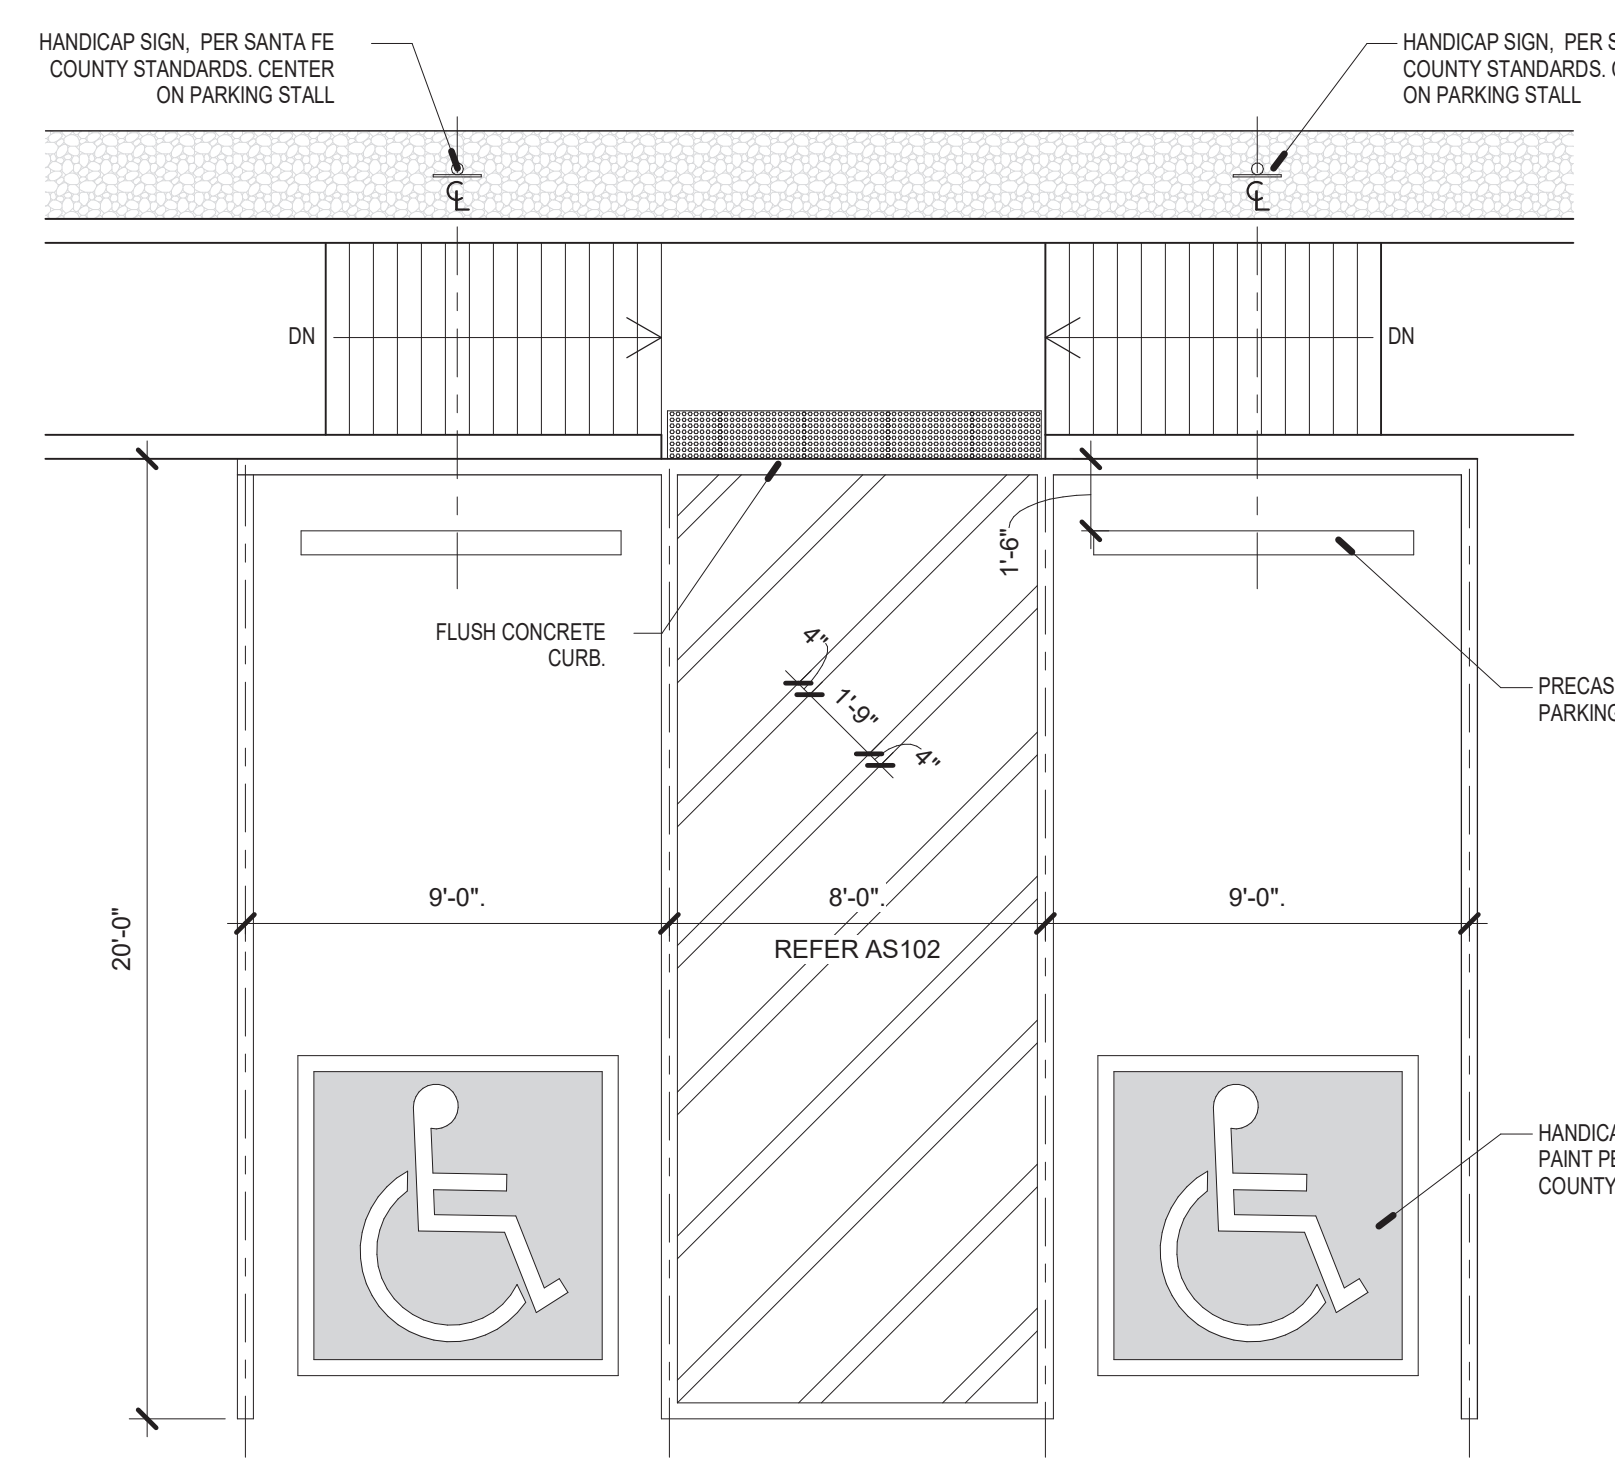 HANDICAP SIGN, PER SANTA FE
COUNTY STANDARDS. CENTER
ON PARKING STALL
HANDICAP SIGN, PER
COUNTY STANDARDS.
ON PARKING STALL
DN
DN
1'-6"
FLUSH CONCRETE
CURB.
4"
1'-9"
4"
PRECAS
PARKING
9'-0".
8'-0".
9'-0".
REFER AS102
20'-0"
HANDICA
PAINT PE
COUNTY